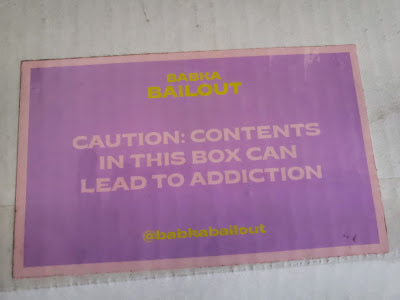 BABKA
BAILOUT
CAUTION: CONTENTS
IN THIS BOX CAN
LEAD TO ADDICTION
@babkabailout